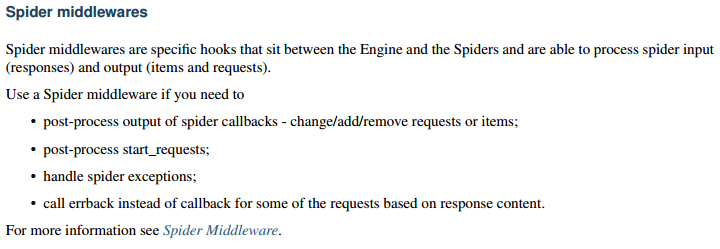 Spider middlewares
Spider middlewares are specific hooks that sit between the Engine and the Spiders and are able to process spider input
(responses) and output (items and requests).
Use a Spider middleware if you need to
• post-process output of spider callbacks - change/add/remove requests or items;
• post-process start_requests;
• handle spider exceptions;
• call errback instead of callback for some of the requests based on response content.
For more information see Spider Middleware.